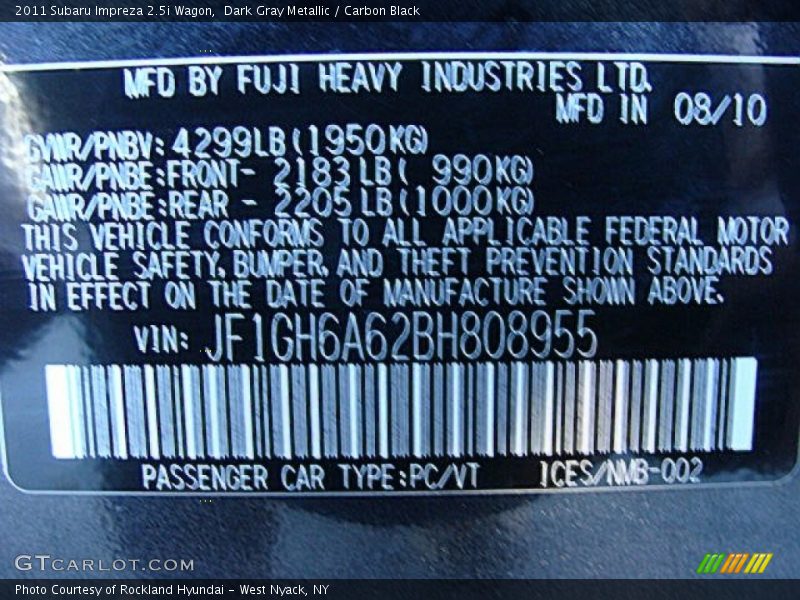 2011 Subaru Impreza 2.5i Wagon, Dark Gray Metallic / Carbon Black
MFD BY FUJI HEAVY INDUSTRIES LTD.
MFD IN 08/10
GVWR/PNBV: 4299LB(1950KG)
GAWR/PNBE:FRONT- 2183LB( 990KG)
GAWR/PNBE:REAR - 2205LB(1000KG)
THIS VEHICLE CONFORMS TO ALL APPLICABLE FEDERAL MOTOR
VEHICLE SAFETY, BUMPER, AND THEFT PREVENTION STANDARDS
IN EFFECT ON THE DATE OF MANUFACTURE SHOWN ABOVE.
VIN: JF1GH6A62BH808955
PASSENGER CAR TYPE:PC/VT ICES/NMB-002
GTCARLOT.COM
Photo Courtesy of Rockland Hyundai - West Nyack, NY